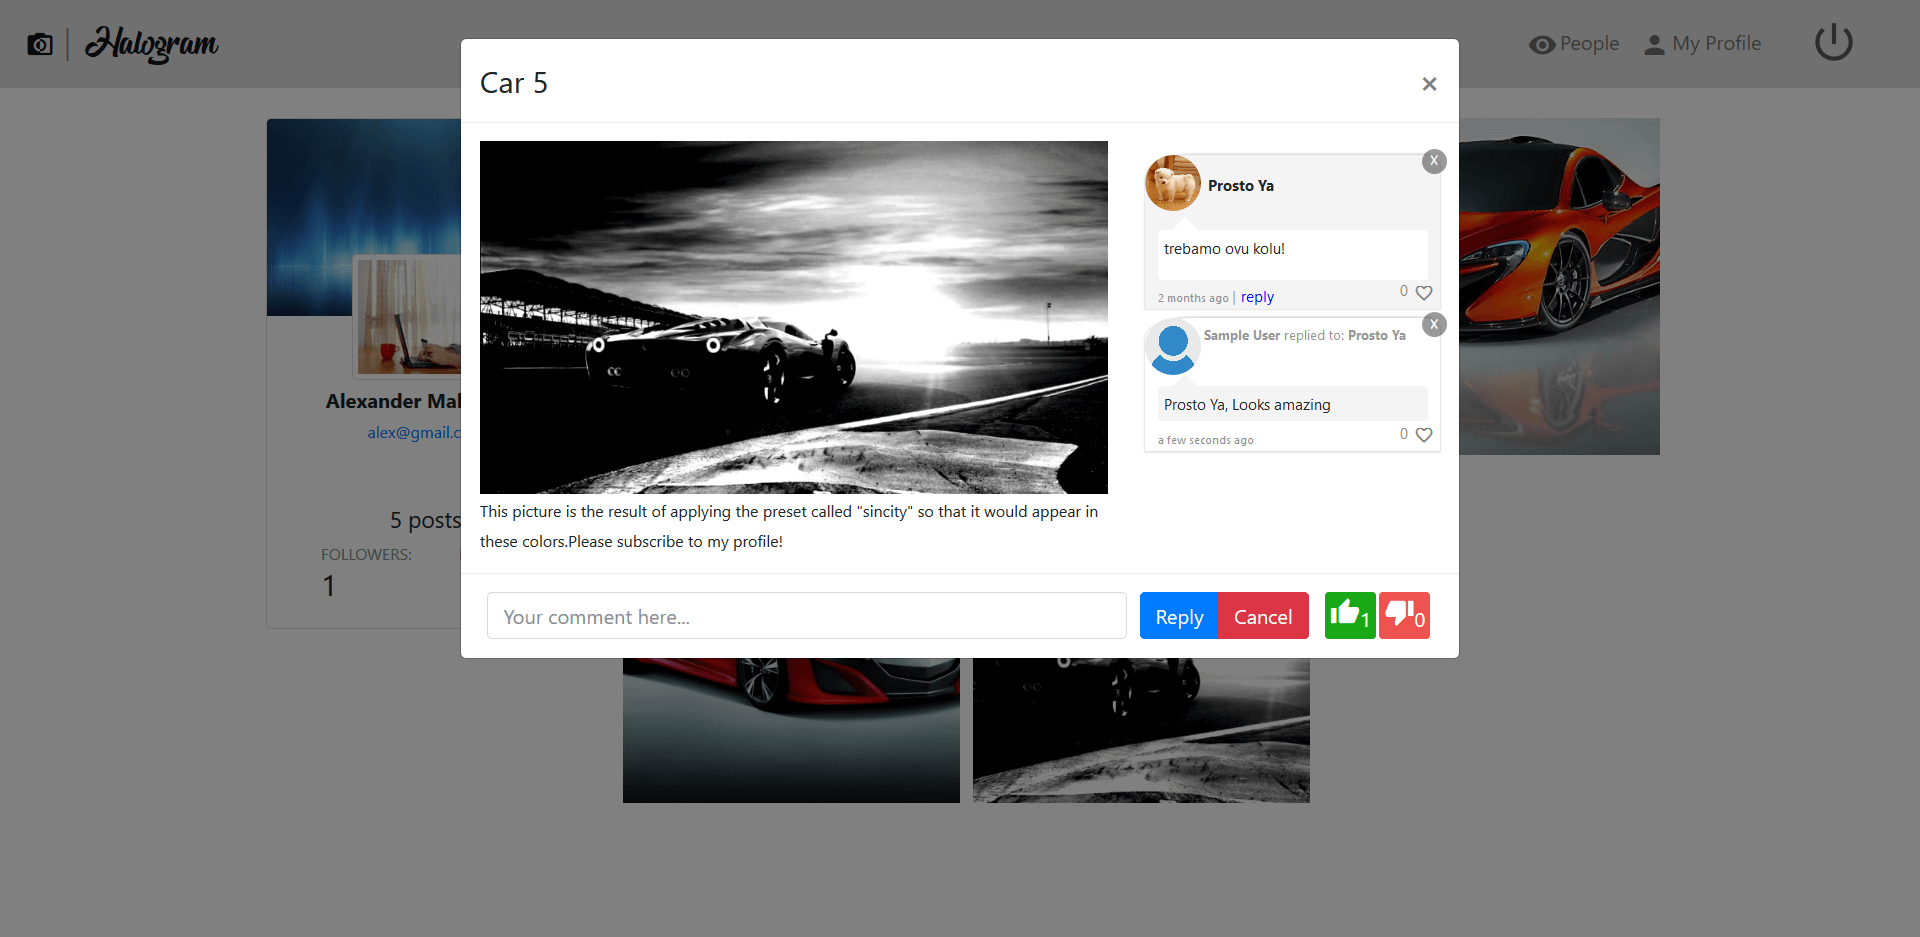 Halogram
People
My Profile
Car 5
×
Prosto Ya
X
trebamo ovu kolu!
2 months ago | reply
0
Sample User replied to: Prosto Ya
X
Prosto Ya, Looks amazing
a few seconds ago
0
This picture is the result of applying the preset called "sincity" so that it would appear in
these colors.Please subscribe to my profile!
Your comment here...
Reply
Cancel
1
0
Alexander Mal
alex@gmail.c
5 posts
FOLLOWERS:
1